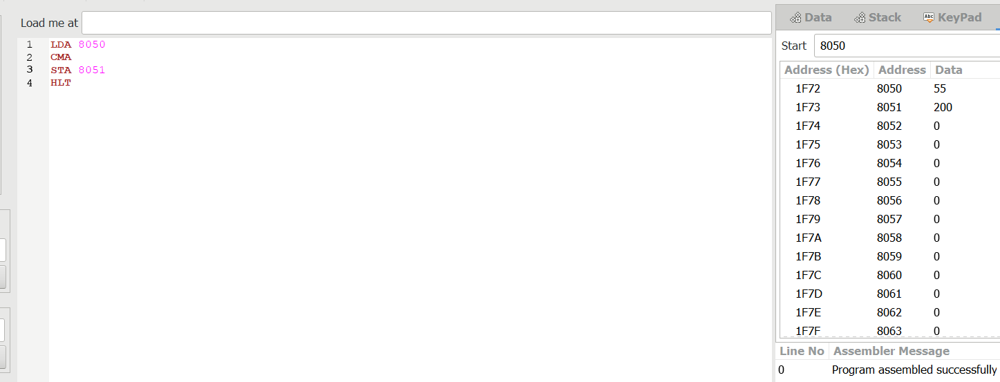 Load me at
1 LDA 8050
2 CMA
3 STA 8051
4 HLT
Data Stack KeyPad
Start 8050
Address (Hex) Address Data
1F72 8050 55
1F73 8051 200
1F74 8052 0
1F75 8053 0
1F76 8054 0
1F77 8055 0
1F78 8056 0
1F79 8057 0
1F7A 8058 0
1F7B 8059 0
1F7C 8060 0
1F7D 8061 0
1F7E 8062 0
1F7F 8063 0
Line No Assembler Message
0 Program assembled successfully